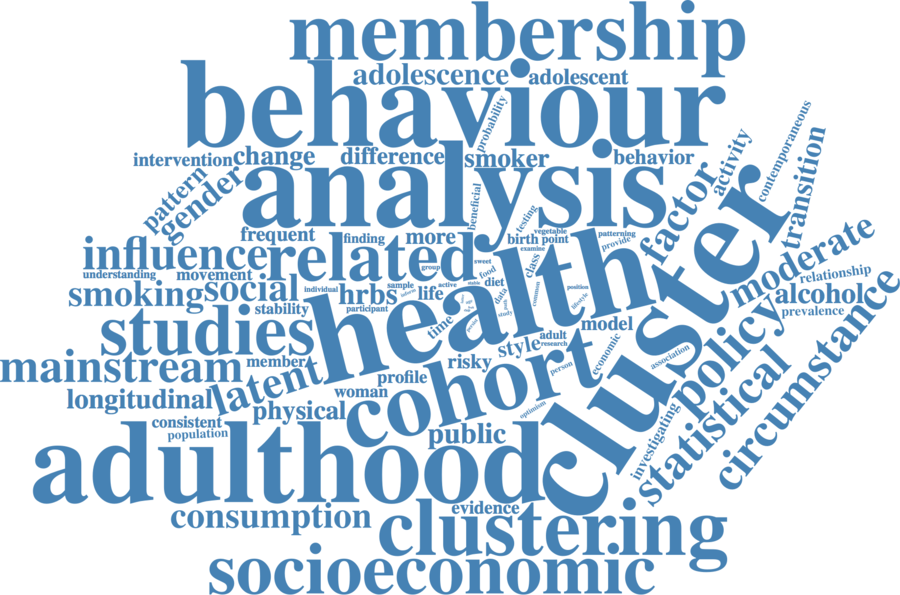 membership
adolescence
adolescent
behaviour
probability
contemporaneous
intervention
change
difference
smoker
behavior
activity
transition
pattern
gender
analysis
factor
cluster
beneficial
testing
frequent
finding
more
vegetable
birth
point
patterning
examine
provide
influence
related
moderate
understanding
movement
group
sweet
food
class
relationship
smoking
social
individual
hrbs
sample
life
active
diet
data
common
position
lifestyle
alcohol
prevalence
stability
participant
health
time
study
model
studies
style
adult
research
policy
mainstream
member
risky
person
economic
association
circumstance
latent
profile
woman
cohort
longitudinal
physical
optimism
statistical
consistent
population
public
investigating
adulthood
consumption
evidence
clustering
socioeconomic